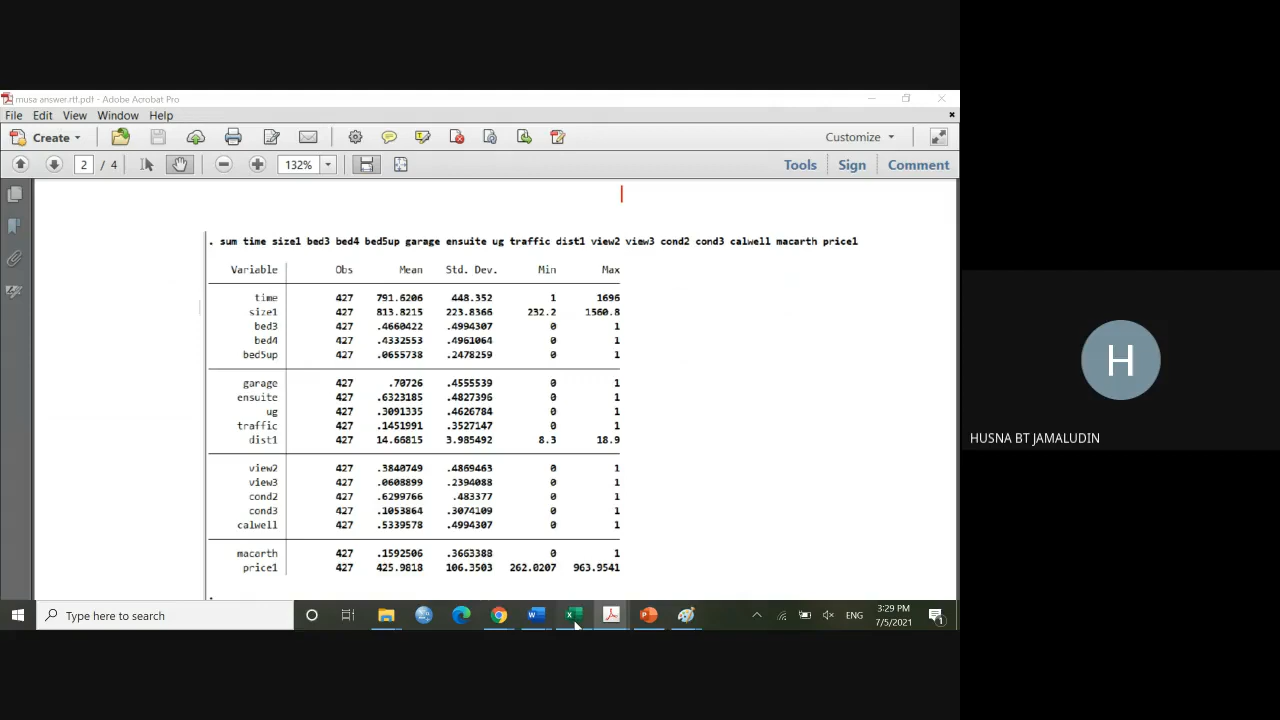 musa answer.rtf.pdf - Adobe Acrobat Pro
File Edit View Window Help
Create
Customize
2 / 4
132%
Tools Sign Comment
. sum time size1 bed3 bed4 bed5up garage ensuite ug traffic dist1 view2 view3 cond2 cond3 calwell macarth price1
Variable Obs Mean Std. Dev. Min Max
time 427 791.6206 448.352 1 1696
size1 427 813.8215 223.8366 232.2 1560.8
bed3 427 .4660422 .4994307 0 1
bed4 427 .4332553 .4961064 0 1
bed5up 427 .0655738 .2478259 0 1
garage 427 .70726 .4555539 0 1
ensuite 427 .6323185 .4827396 0 1
ug 427 .3091335 .4626784 0 1
traffic 427 .1451991 .3527147 0 1
dist1 427 14.66815 3.985492 8.3 18.9
view2 427 .3840749 .4869463 0 1
view3 427 .0608899 .2394088 0 1
cond2 427 .6299766 .483377 0 1
cond3 427 .1053864 .3074109 0 1
calwell 427 .5339578 .4994307 0 1
macarth 427 .1592506 .3663388 0 1
price1 427 425.9818 106.3503 262.0207 963.9541
.
H
HUSNA BT JAMALUDIN
Type here to search
ENG
3:29 PM
7/5/2021
1